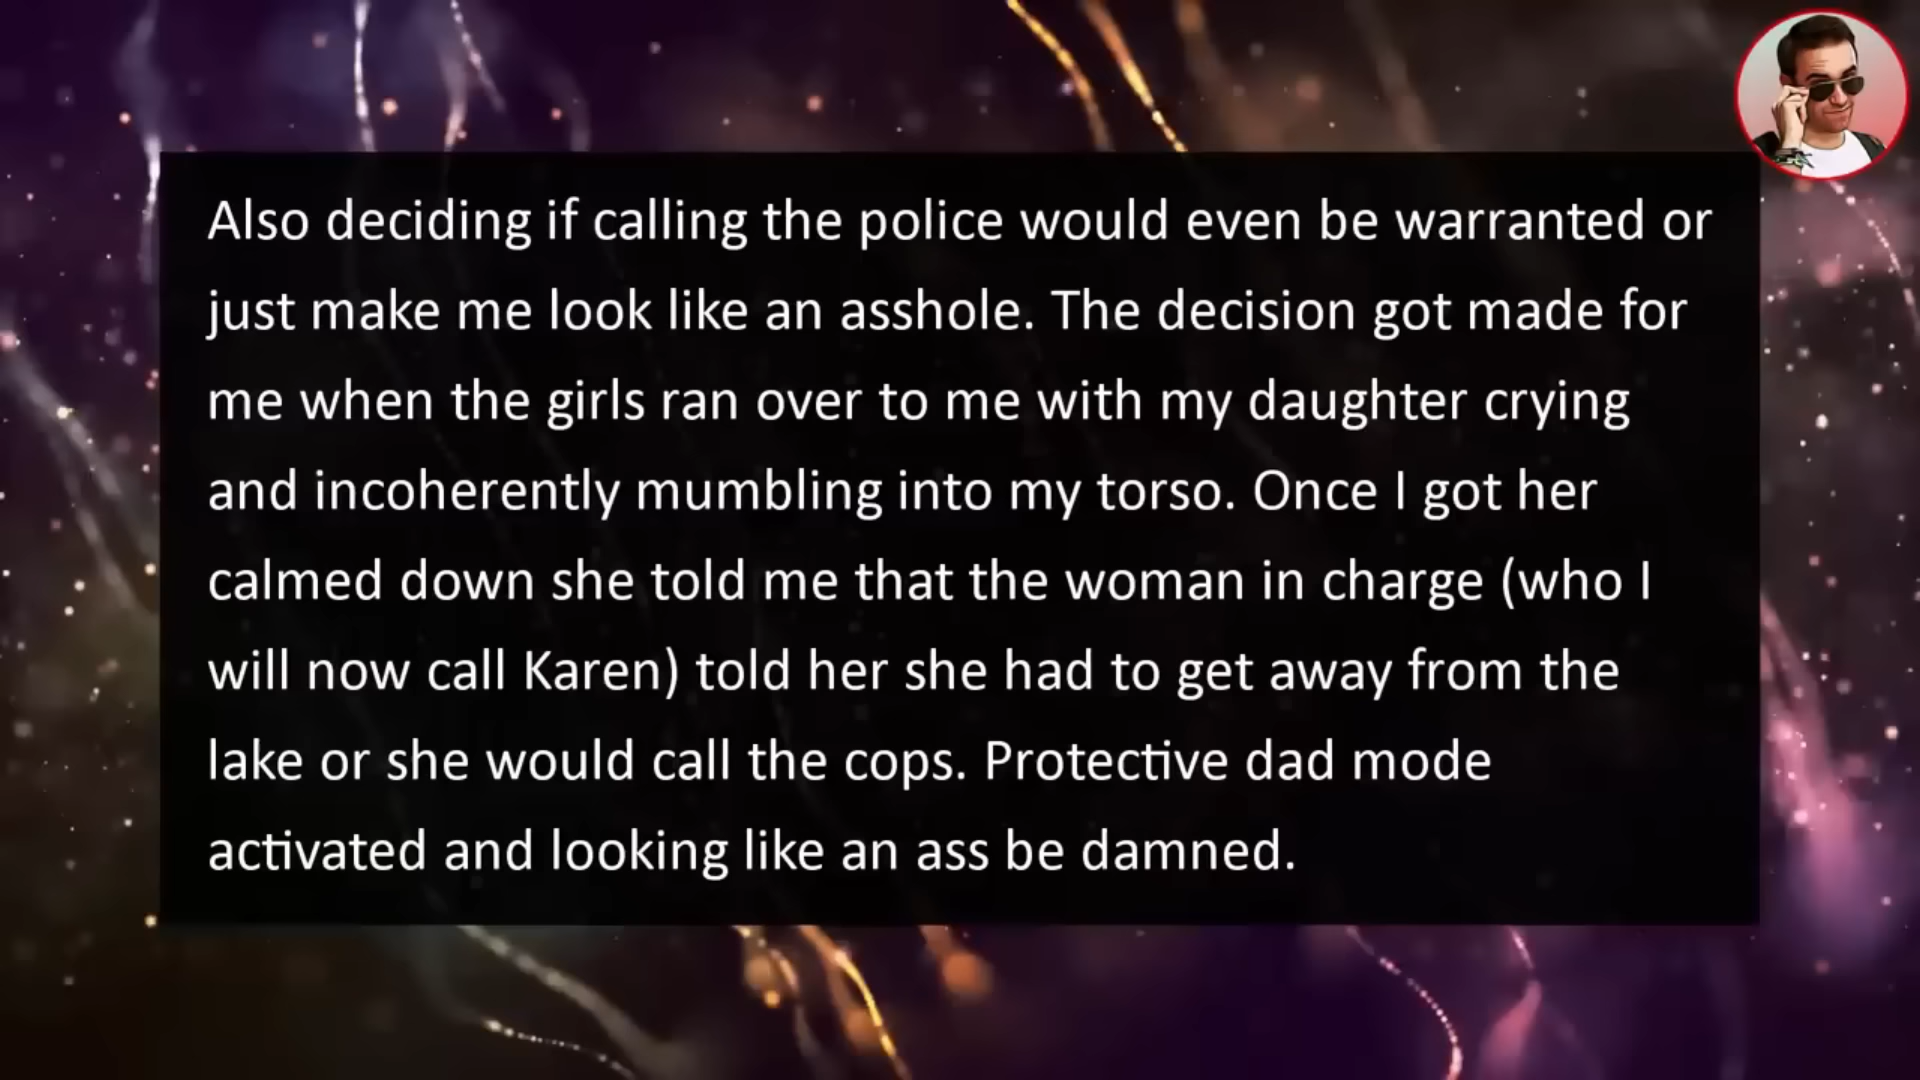 Also deciding if calling the police would even be warranted or
just make me look like an asshole. The decision got made for
me when the girls ran over to me with my daughter crying
and incoherently mumbling into my torso. Once I got her
calmed down she told me that the woman in charge (who I
will now call Karen) told her she had to get away from the
lake or she would call the cops. Protective dad mode
activated and looking like an ass be damned.